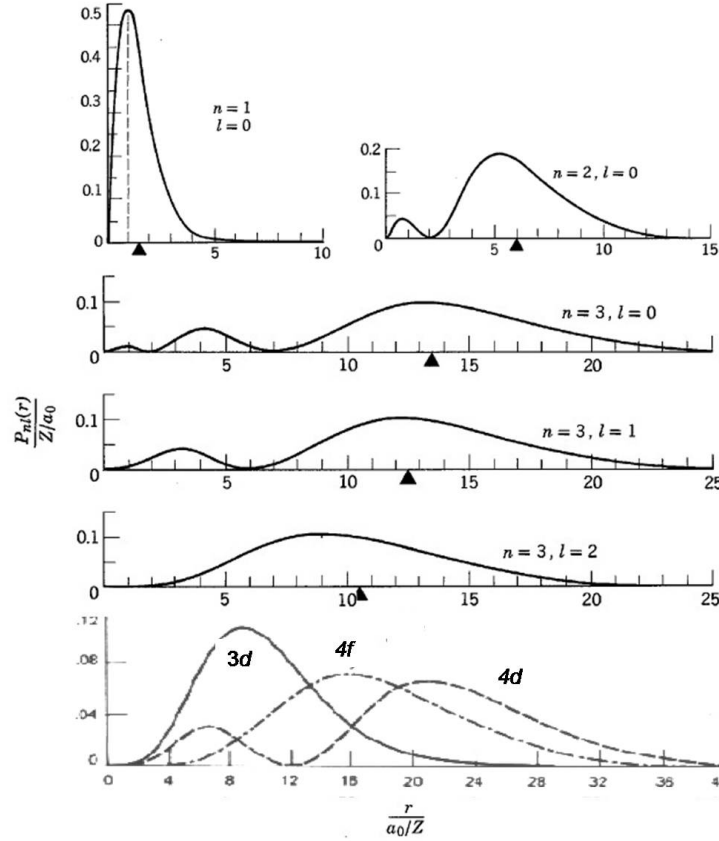 0.5
0.4
0.3
0.2
0.1
0
5
10
n = 1
l = 0
0.2
0.1
0
5
10
15
n = 2, l = 0
0.1
0
5
10
15
20
25
n = 3, l = 0
P_nl(r)
Z/a_0
0.1
0
5
10
15
20
25
n = 3, l = 1
0.1
0
5
10
15
20
25
n = 3, l = 2
.12
.08
.04
0
3d
4f
4d
0 4 8 12 16 20 24 28 32 36
r
a_0/Z